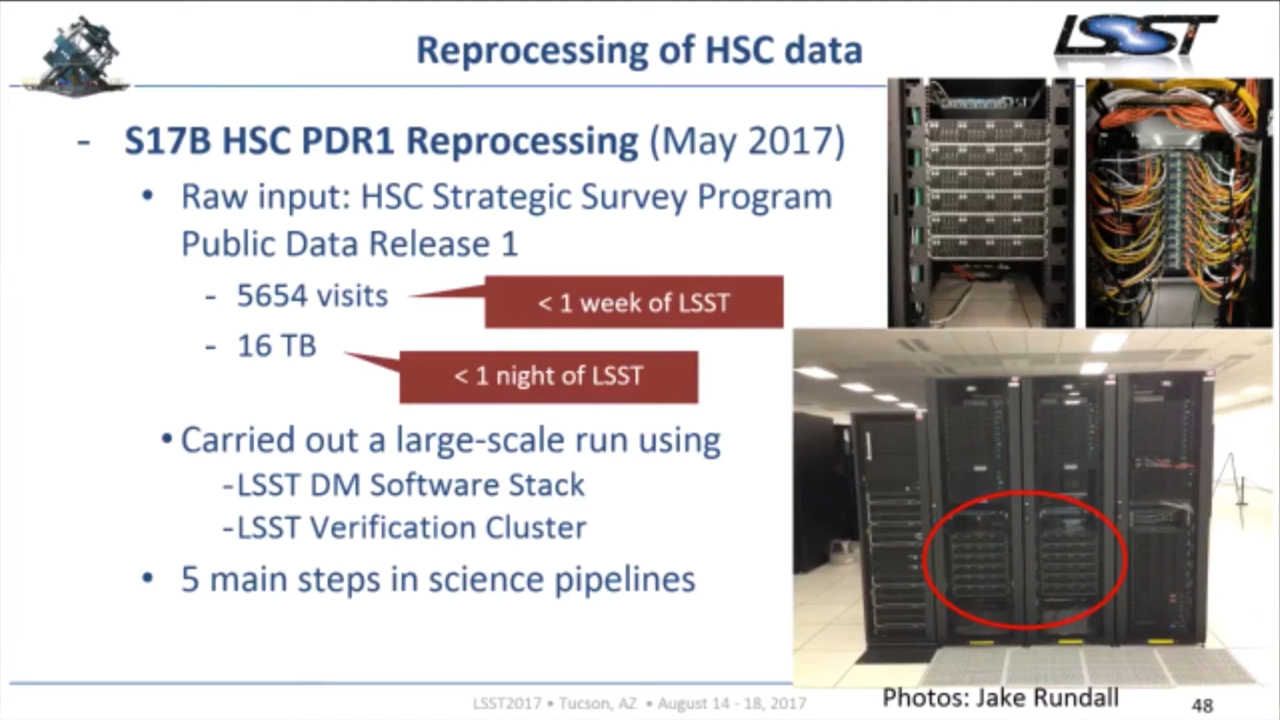 Reprocessing of HSC data
LSST
- S17B HSC PDR1 Reprocessing (May 2017)
• Raw input: HSC Strategic Survey Program
Public Data Release 1
- 5654 visits
< 1 week of LSST
- 16 TB
< 1 night of LSST
• Carried out a large-scale run using
-LSST DM Software Stack
-LSST Verification Cluster
• 5 main steps in science pipelines
Photos: Jake Rundall
LSST2017 • Tucson, AZ • August 14 - 18, 2017
48